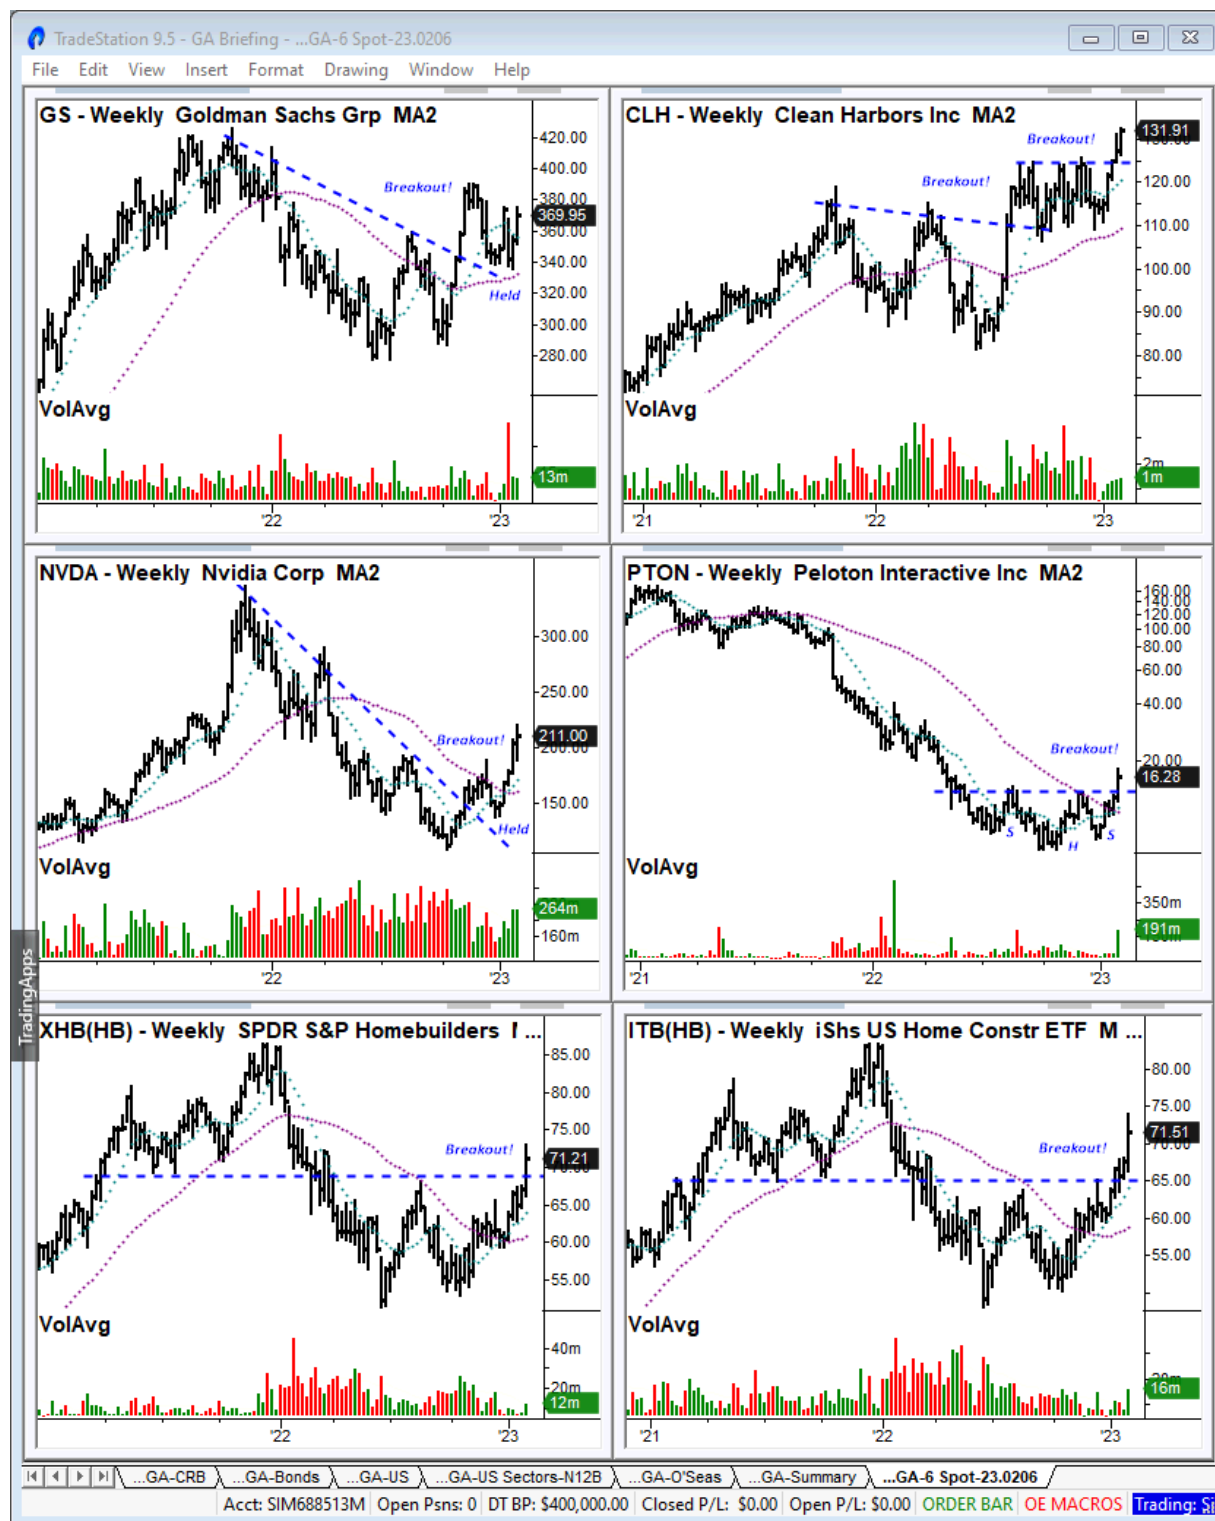 TradeStation 9.5 - GA Briefing - ...GA-6 Spot-23.0206
File Edit View Insert Format Drawing Window Help
GS - Weekly Goldman Sachs Grp MA2
420.00
400.00
380.00
369.95
360.00
340.00
320.00
300.00
280.00
Breakout!
Held
VolAvg
13m
'22 '23
CLH - Weekly Clean Harbors Inc MA2
131.91
120.00
110.00
100.00
90.00
80.00
Breakout!
Breakout!
VolAvg
2m
1m
'21 '22 '23
NVDA - Weekly Nvidia Corp MA2
300.00
250.00
211.00
200.00
150.00
Breakout!
Held
VolAvg
264m
160m
'22 '23
PTON - Weekly Peloton Interactive Inc MA2
160.00
140.00
120.00
100.00
80.00
60.00
40.00
20.00
16.28
Breakout!
S H S
VolAvg
350m
191m
'21 '22 '23
XHB(HB) - Weekly SPDR S&P Homebuilders M ...
85.00
80.00
75.00
71.21
70.00
65.00
60.00
55.00
Breakout!
VolAvg
40m
20m
12m
'22 '23
ITB(HB) - Weekly iShs US Home Constr ETF M ...
80.00
75.00
71.51
70.00
65.00
60.00
55.00
Breakout!
VolAvg
16m
'21 '22 '23
TradingApps
...GA-CRB ...GA-Bonds ...GA-US ...GA-US Sectors-N12B ...GA-O'Seas ...GA-Summary ...GA-6 Spot-23.0206
Acct: SIM688513M Open Psns: 0 DT BP: $400,000.00 Closed P/L: $0.00 Open P/L: $0.00 ORDER BAR OE MACROS Trading: